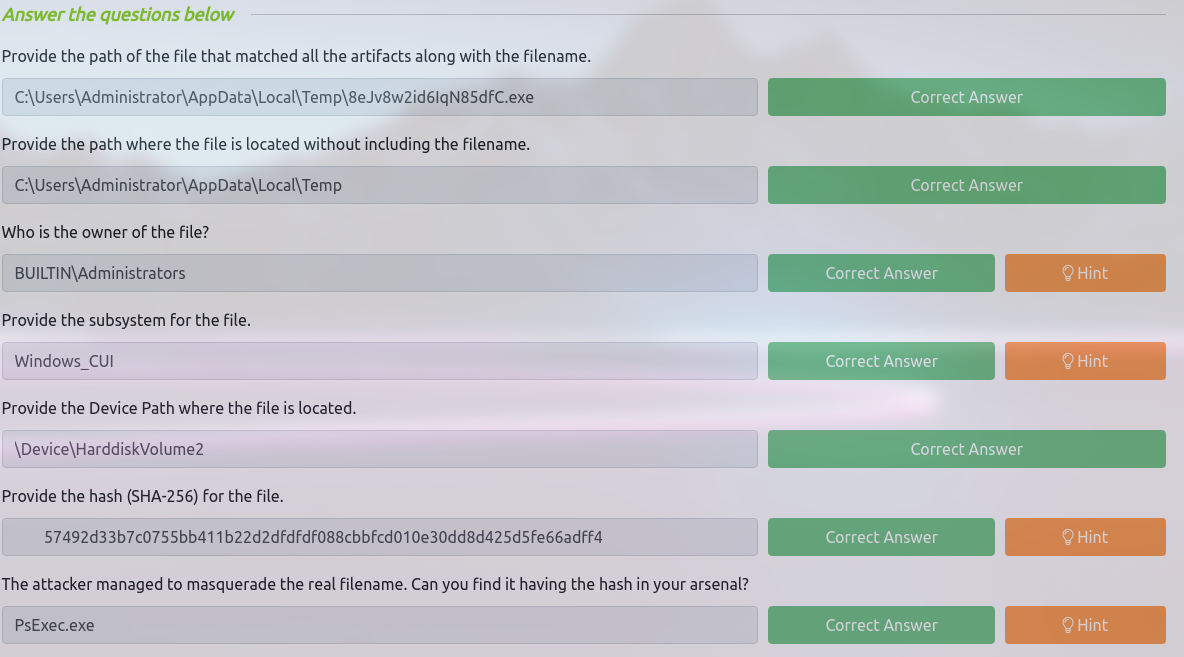 Answer the questions below
Provide the path of the file that matched all the artifacts along with the filename.
C:\Users\Administrator\AppData\Local\Temp\8eJv8w2id6IqN85dfC.exe
Correct Answer
Provide the path where the file is located without including the filename.
C:\Users\Administrator\AppData\Local\Temp
Correct Answer
Who is the owner of the file?
BUILTIN\Administrators
Correct Answer
Hint
Provide the subsystem for the file.
Windows_CUI
Correct Answer
Hint
Provide the Device Path where the file is located.
\Device\HarddiskVolume2
Correct Answer
Provide the hash (SHA-256) for the file.
57492d33b7c0755bb411b22d2dfdfdf088cbbfcd010e30dd8d425d5fe66adff4
Correct Answer
Hint
The attacker managed to masquerade the real filename. Can you find it having the hash in your arsenal?
PsExec.exe
Correct Answer
Hint